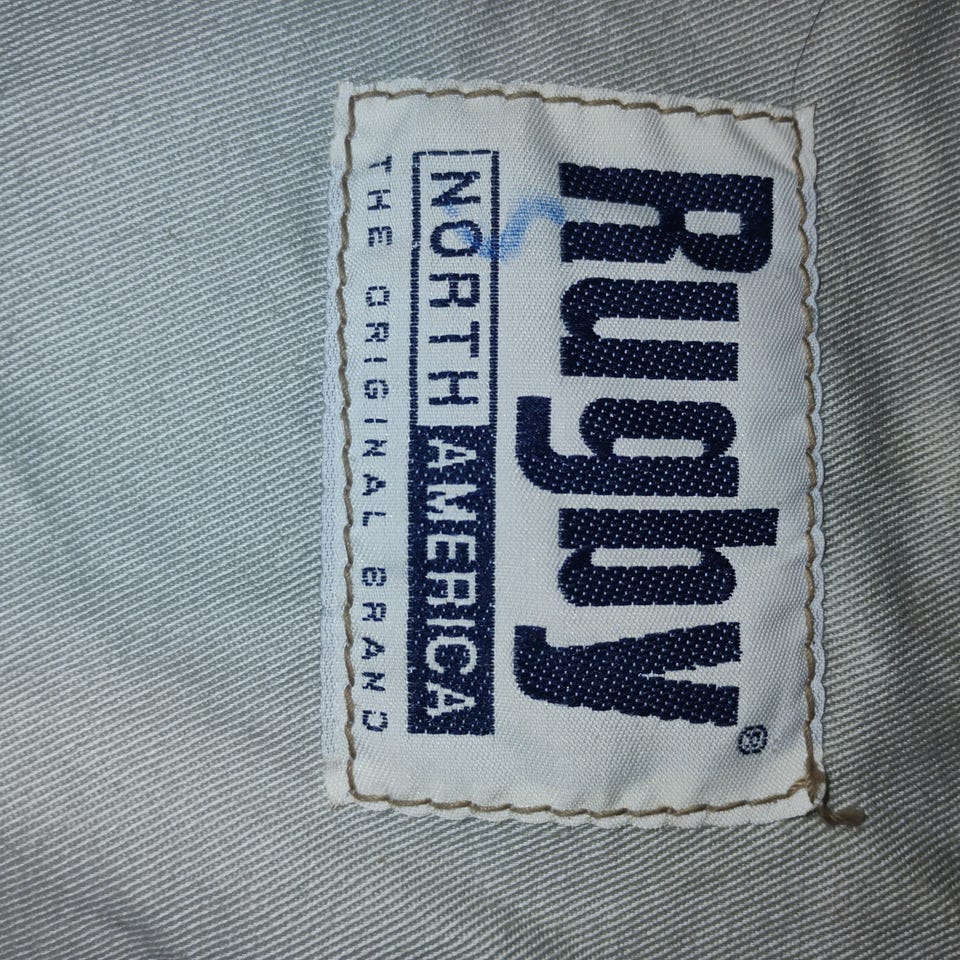 Rugby®
NORTH AMERICA
THE ORIGINAL BRAND